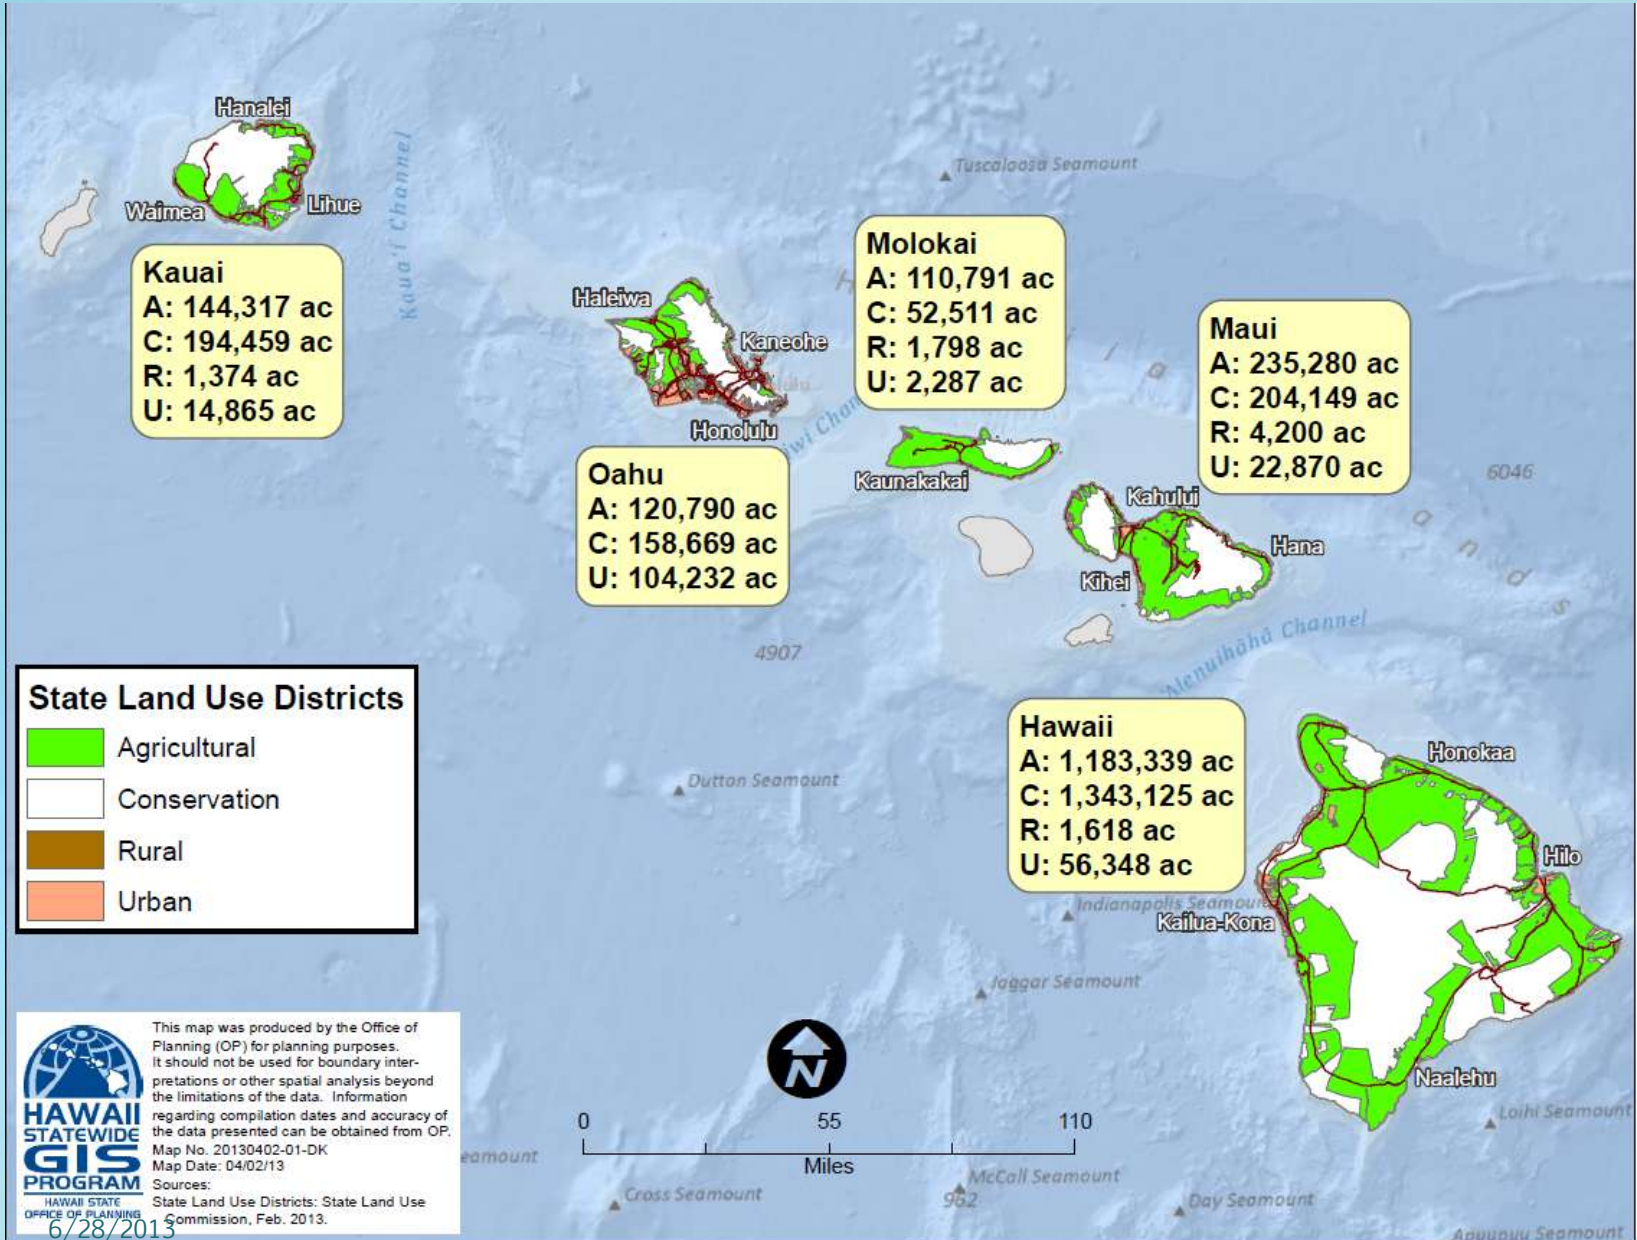 Hanalei
Waimea
Lihue
Kaua'i Channel
Kauai
A: 144,317 ac
C: 194,459 ac
R: 1,374 ac
U: 14,865 ac
Tuscaloosa Seamount
Haleiwa
Kaneohe
Honolulu
Oahu
A: 120,790 ac
C: 158,669 ac
U: 104,232 ac
Molokai
A: 110,791 ac
C: 52,511 ac
R: 1,798 ac
U: 2,287 ac
Kaunakakai
Maui
A: 235,280 ac
C: 204,149 ac
R: 4,200 ac
U: 22,870 ac
6046
Kahului
Hana
Kihei
4907
'Alenuihāhā Channel
State Land Use Districts
Agricultural
Conservation
Rural
Urban
Dutton Seamount
Hawaii
A: 1,183,339 ac
C: 1,343,125 ac
R: 1,618 ac
U: 56,348 ac
Honokaa
Hilo
Indianapolis Seamoun
Kailua-Kona
Jaggar Seamount
Naalehu
Loihi Seamount
N
0 55 110
Miles
eamount
McCall Seamount
962
Cross Seamount
Day Seamount
Apuupuu Seamount
HAWAII
STATEWIDE
GIS
PROGRAM
HAWAII STATE
OFFICE OF PLANNING
This map was produced by the Office of
Planning (OP) for planning purposes.
It should not be used for boundary inter-
pretations or other spatial analysis beyond
the limitations of the data. Information
regarding compilation dates and accuracy of
the data presented can be obtained from OP.
Map No. 20130402-01-DK
Map Date: 04/02/13
Sources:
State Land Use Districts: State Land Use
Commission, Feb. 2013.
6/28/2013